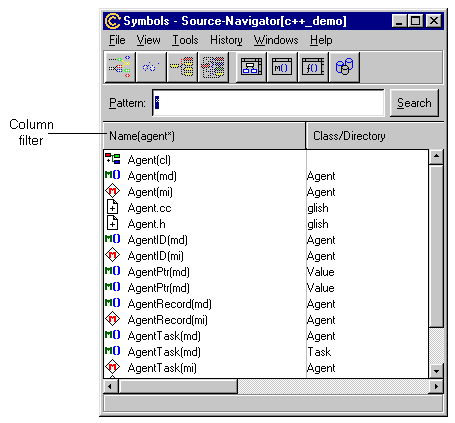 Symbols - Source-Navigator[c++_demo]
File View Tools History Windows Help
M() f()
Pattern: * Search
Column filter
Name(agent*) Class/Directory
Agent(cl)
M() Agent(md) Agent
M Agent(mi) Agent
Agent.cc glish
Agent.h glish
M() AgentID(md) Agent
M AgentID(mi) Agent
M() AgentPtr(md) Value
M() AgentPtr(md) Value
M() AgentRecord(md) Agent
M AgentRecord(mi) Agent
M() AgentTask(md) Agent
M() AgentTask(md) Task
M AgentTask(mi) Agent